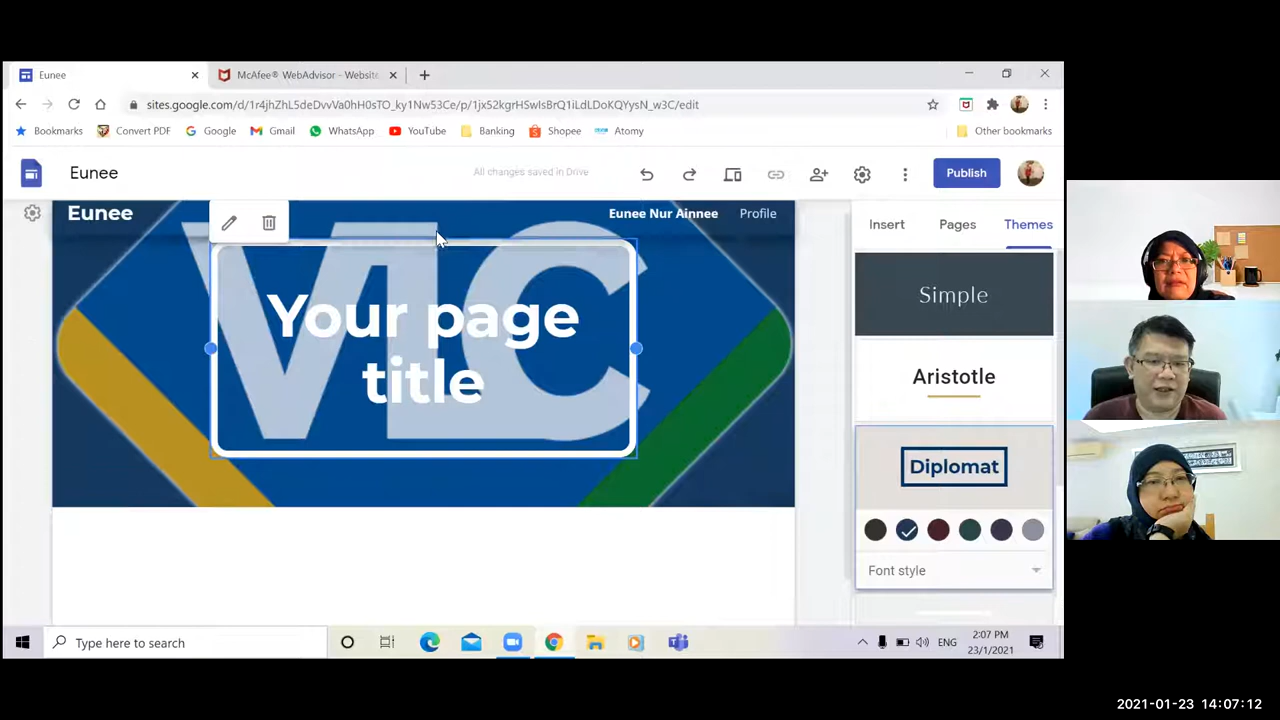 Eunee
McAfee® WebAdvisor - Website
sites.google.com/d/1r4jhZhL5deDvvVa0hH0sTO_ky1Nw53Ce/p/1jx52kgrHSwIsBrQ1iLdLDoKQYysN_w3C/edit
Bookmarks Convert PDF Google Gmail WhatsApp YouTube Banking Shopee Atomy Other bookmarks
Eunee All changes saved in Drive Publish
Eunee Eunee Nur Ainnee Profile
Insert Pages Themes
VLC
Your page
title
Simple
Aristotle
Diplomat
Font style
Type here to search
ENG
2:07 PM
23/1/2021
2021-01-23 14:07:12